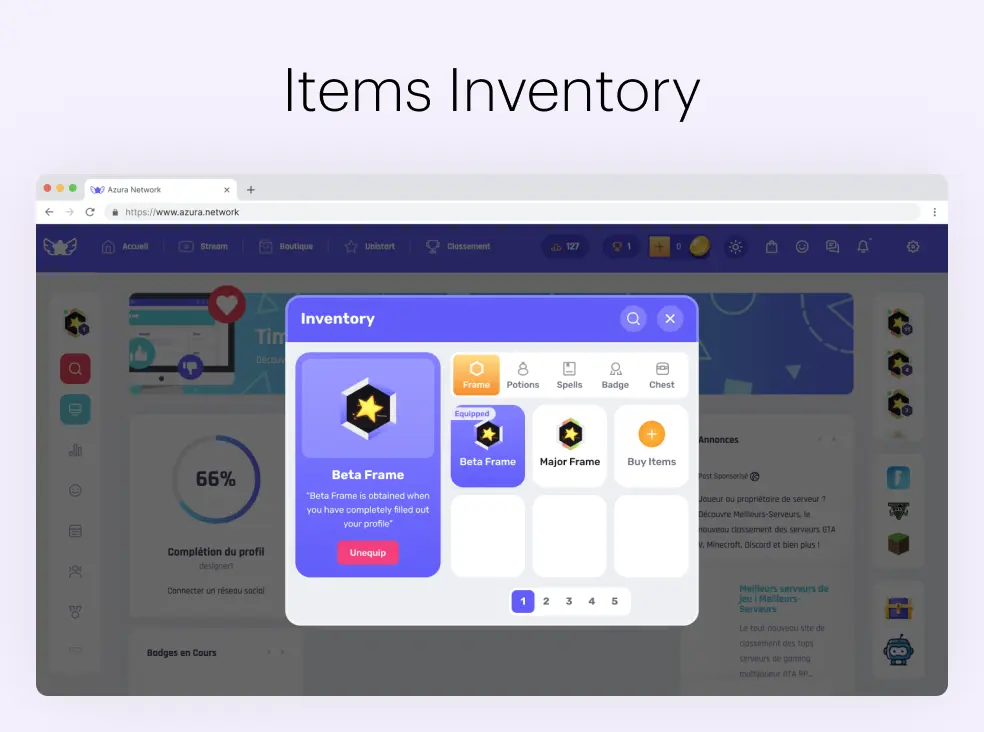 Items Inventory
Azura Network
https://www.azura.network
Accueil
Stream
Boutique
Unistart
Classement
127
1
0
Inventory
Frame
Potions
Spells
Badge
Chest
Beta Frame
"Beta Frame is obtained when
you have completely filled out
your profile"
Unequip
Equipped
Beta Frame
Major Frame
Buy Items
1 2 3 4 5
Tim
Découv
66%
Complétion du profil
designer1
Connecter un réseau social
Badges en Cours
Annonces
Post Sponsorisé
Joueur ou propriétaire de serveur ?
Découvre Meilleurs-Serveurs, le
nouveau classement des serveurs GTA
V, Minecraft, Discord et bien plus !
Meilleurs serveurs de
jeu | Meilleurs-
Serveurs
Le tout nouveau site de
classement des tops
serveurs de gaming
multijoueur GTA RP...